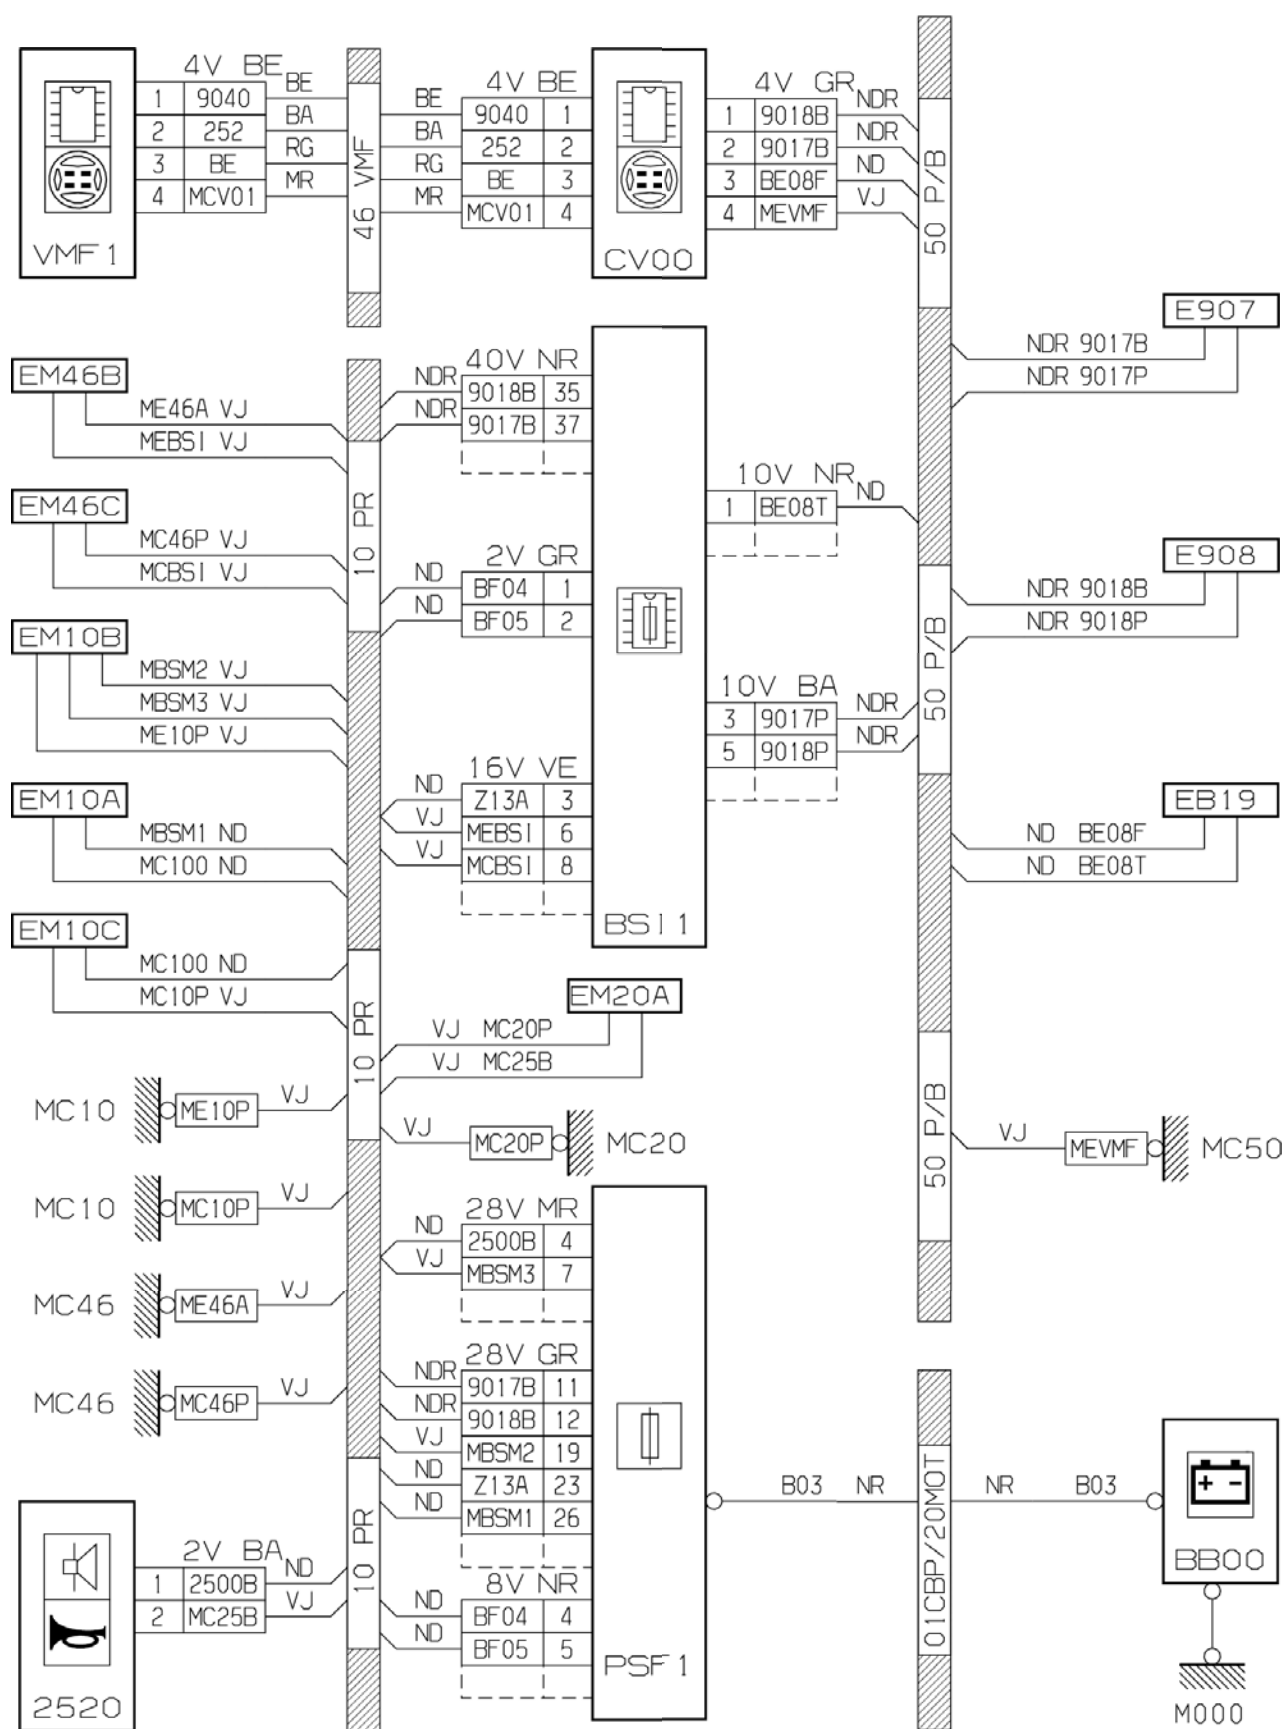 4V BE
1 9040 BE
2 252 BA
3 BE RG
4 MCV01 MR
VMF1
46 VMF
4V BE
BE 9040 1
BA 252 2
RG BE 3
MR MCV01 4
CV00
4V GR
1 9018B NDR
2 9017B NDR
3 BE08F ND
4 MEVMF VJ
50 P/B
E907
NDR 9017B
NDR 9017P
EM46B
ME46A VJ
MEBSI VJ
EM46C
MC46P VJ
MCBSI VJ
10 PR
EM10B
MBSM2 VJ
MBSM3 VJ
ME10P VJ
EM10A
MBSM1 ND
MC100 ND
EM10C
MC100 ND
MC10P VJ
10 PR
40V NR
NDR 9018B 35
NDR 9017B 37
2V GR
ND BF04 1
ND BF05 2
16V VE
ND Z13A 3
VJ MEBSI 6
VJ MCBSI 8
BSI1
10V NR
1 BE08T ND
10V BA
3 9017P NDR
5 9018P NDR
50 P/B
E908
NDR 9018B
NDR 9018P
EB19
ND BE08F
ND BE08T
EM20A
VJ MC20P
VJ MC25B
VJ MC20P MC20
50 P/B
VJ MEVMF MC50
MC10 ME10P VJ
MC10 MC10P VJ
MC46 ME46A VJ
MC46 MC46P VJ
28V MR
ND 2500B 4
VJ MBSM3 7
28V GR
NDR 9017B 11
NDR 9018B 12
VJ MBSM2 19
ND Z13A 23
ND MBSM1 26
8V NR
ND BF04 4
ND BF05 5
PSF1
10 PR
2V BA
1 2500B ND
2 MC25B VJ
2520
B03 NR
01CBP/20MOT
NR B03
+ -
BB00
M000